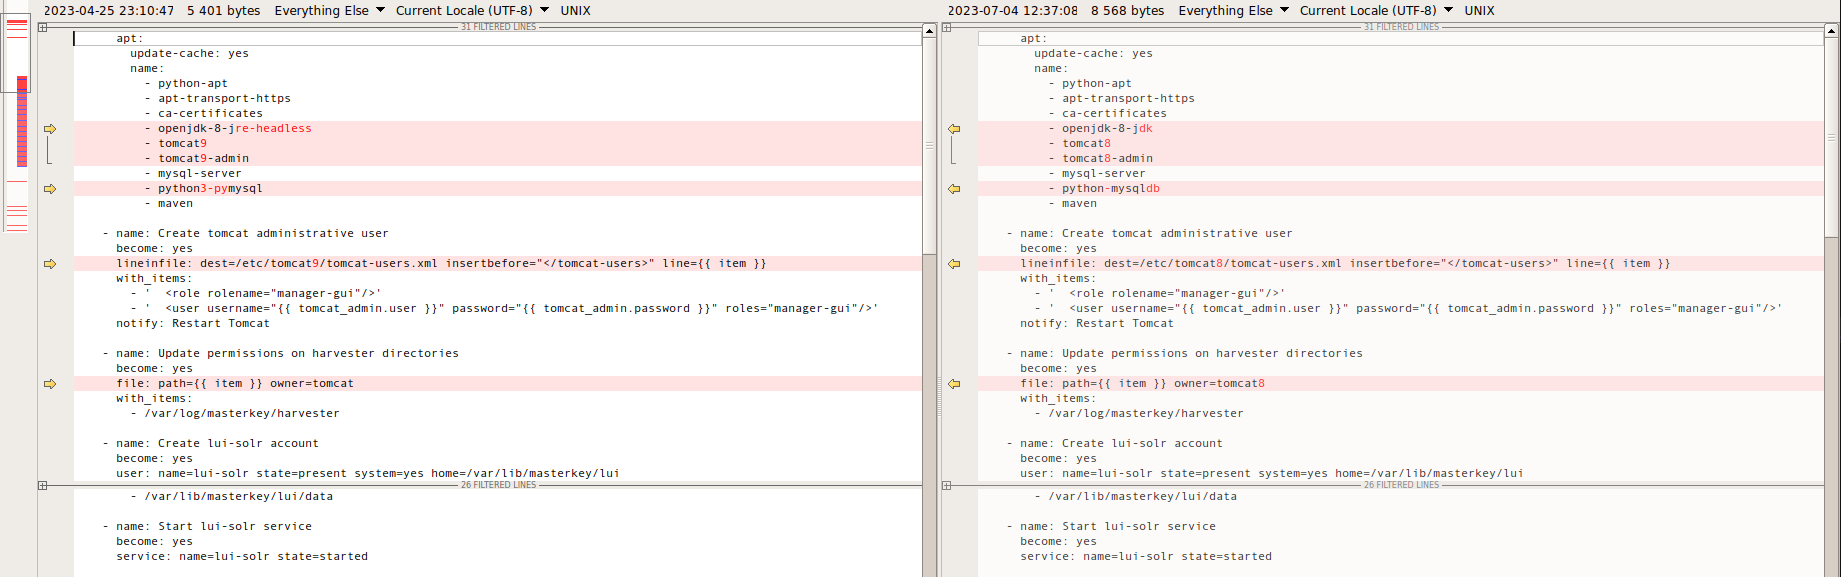 2023-04-25 23:10:47 5 401 bytes Everything Else Current Locale (UTF-8) UNIX
31 FILTERED LINES
apt:
update-cache: yes
name:
- python-apt
- apt-transport-https
- ca-certificates
- openjdk-8-jre-headless
- tomcat9
- tomcat9-admin
- mysql-server
- python3-pymysql
- maven
- name: Create tomcat administrative user
become: yes
lineinfile: dest=/etc/tomcat9/tomcat-users.xml insertbefore="</tomcat-users>" line={{ item }}
with_items:
- '  <role rolename="manager-gui"/>'
- '  <user username="{{ tomcat_admin.user }}" password="{{ tomcat_admin.password }}" roles="manager-gui"/>'
notify: Restart Tomcat
- name: Update permissions on harvester directories
become: yes
file: path={{ item }} owner=tomcat
with_items:
- /var/log/masterkey/harvester
- name: Create lui-solr account
become: yes
user: name=lui-solr state=present system=yes home=/var/lib/masterkey/lui
26 FILTERED LINES
- /var/lib/masterkey/lui/data
- name: Start lui-solr service
become: yes
service: name=lui-solr state=started
2023-07-04 12:37:08 8 568 bytes Everything Else Current Locale (UTF-8) UNIX
31 FILTERED LINES
apt:
update-cache: yes
name:
- python-apt
- apt-transport-https
- ca-certificates
- openjdk-8-jdk
- tomcat8
- tomcat8-admin
- mysql-server
- python-mysqldb
- maven
- name: Create tomcat administrative user
become: yes
lineinfile: dest=/etc/tomcat8/tomcat-users.xml insertbefore="</tomcat-users>" line={{ item }}
with_items:
- '  <role rolename="manager-gui"/>'
- '  <user username="{{ tomcat_admin.user }}" password="{{ tomcat_admin.password }}" roles="manager-gui"/>'
notify: Restart Tomcat
- name: Update permissions on harvester directories
become: yes
file: path={{ item }} owner=tomcat8
with_items:
- /var/log/masterkey/harvester
- name: Create lui-solr account
become: yes
user: name=lui-solr state=present system=yes home=/var/lib/masterkey/lui
26 FILTERED LINES
- /var/lib/masterkey/lui/data
- name: Start lui-solr service
become: yes
service: name=lui-solr state=started